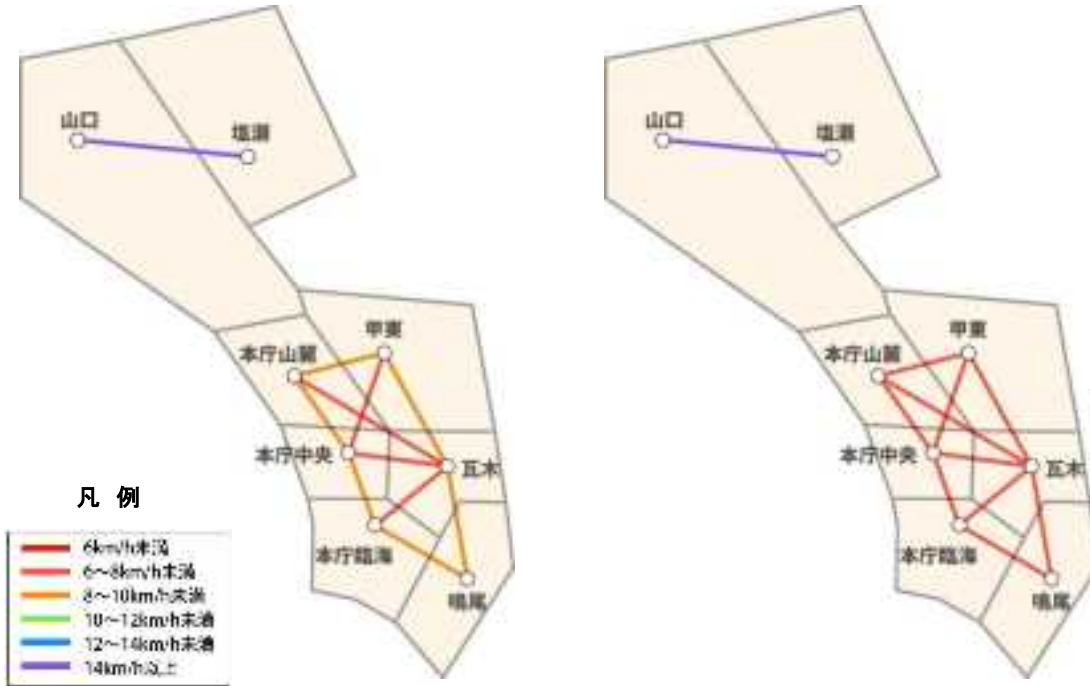 山口
塩瀬
甲東
本庁山麓
本庁中央
瓦木
本庁臨海
鳴尾
山口
塩瀬
甲東
本庁山麓
本庁中央
瓦木
本庁臨海
鳴尾
凡 例
6km/h未満
6〜8km/h未満
8〜10km/h未満
10〜12km/h未満
12〜14km/h未満
14km/h以上